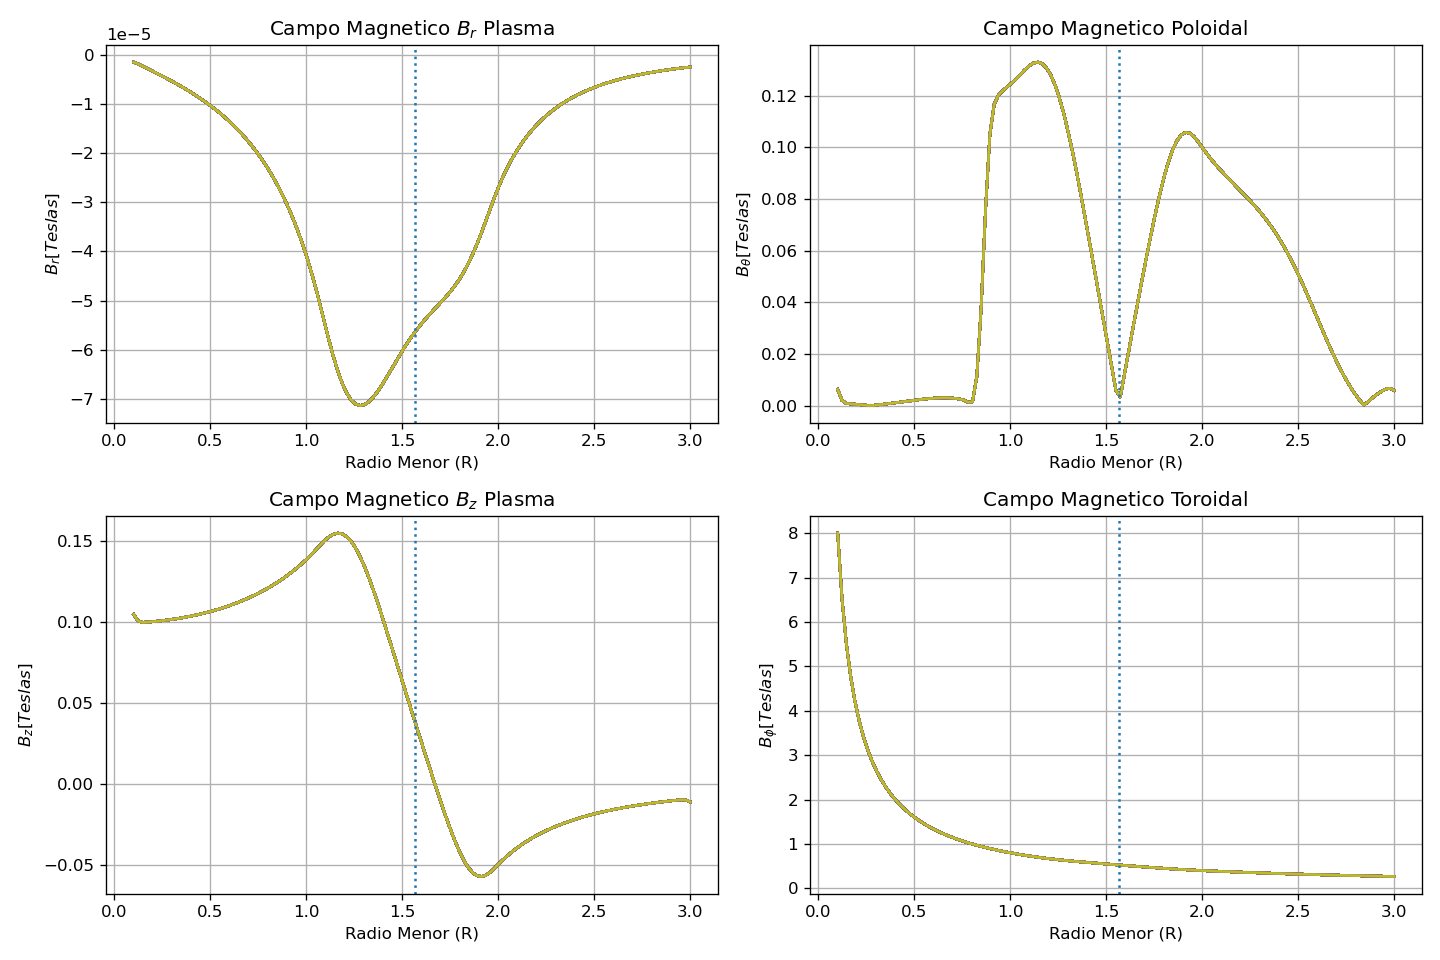 Campo Magnetico B_r Plasma
1e−5
0
−1
−2
−3
−4
−5
−6
−7
B_r[Teslas]
0.0 0.5 1.0 1.5 2.0 2.5 3.0
Radio Menor (R)
Campo Magnetico Poloidal
0.12
0.10
0.08
0.06
0.04
0.02
0.00
B_θ[Teslas]
0.0 0.5 1.0 1.5 2.0 2.5 3.0
Radio Menor (R)
Campo Magnetico B_z Plasma
0.15
0.10
0.05
0.00
−0.05
B_z[Teslas]
0.0 0.5 1.0 1.5 2.0 2.5 3.0
Radio Menor (R)
Campo Magnetico Toroidal
8
7
6
5
4
3
2
1
0
B_ϕ[Teslas]
0.0 0.5 1.0 1.5 2.0 2.5 3.0
Radio Menor (R)